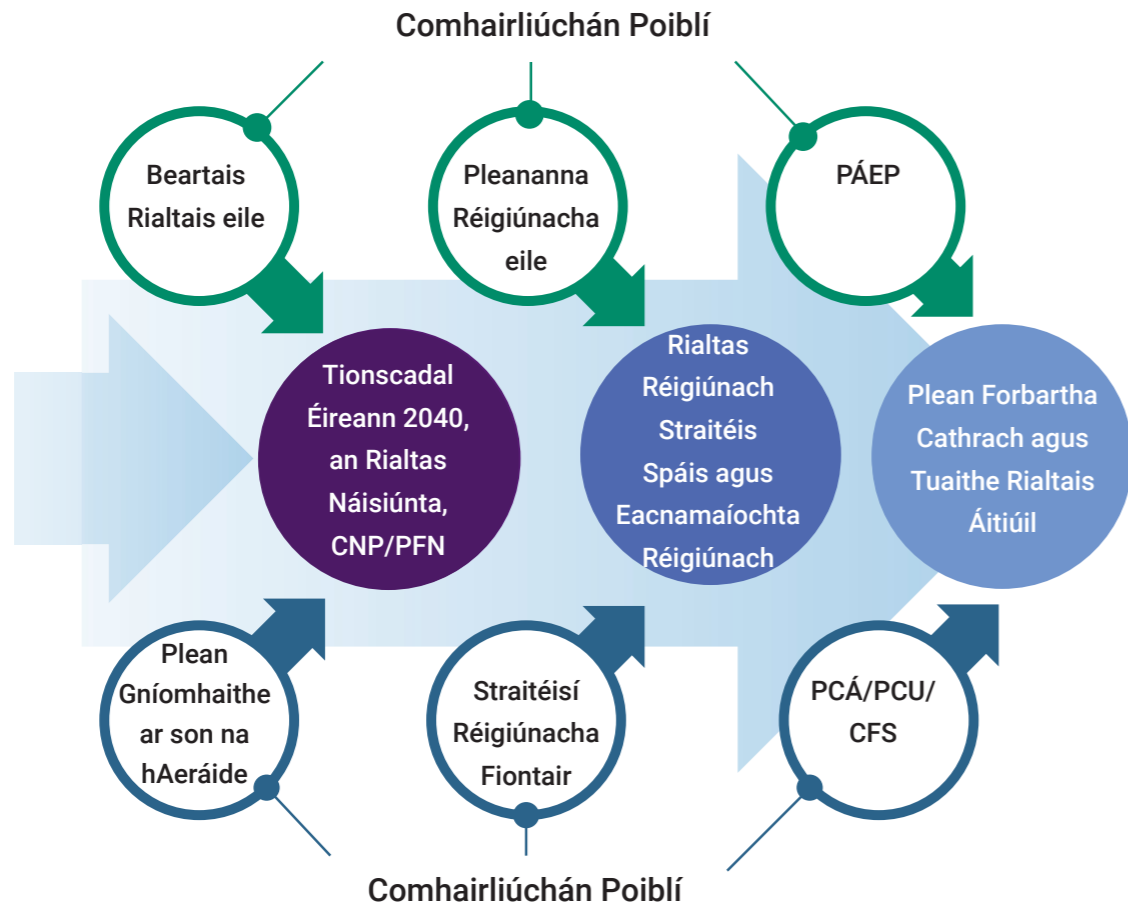 Comhairliúchán Poiblí
Beartais
Rialtais eile
Pleananna
Réigiúnacha
eile
PÁEP
Tionscadal
Éireann 2040,
an Rialtas
Náisiúnta,
CNP/PFN
Rialtas
Réigiúnach
Straitéis
Spáis agus
Eacnamaíochta
Réigiúnach
Plean Forbartha
Cathrach agus
Tuaithe Rialtais
Áitiúil
Plean
Gníomhaithe
ar son na
hAeráide
Straitéisí
Réigiúnacha
Fiontair
PCÁ/PCU/
CFS
Comhairliúchán Poiblí